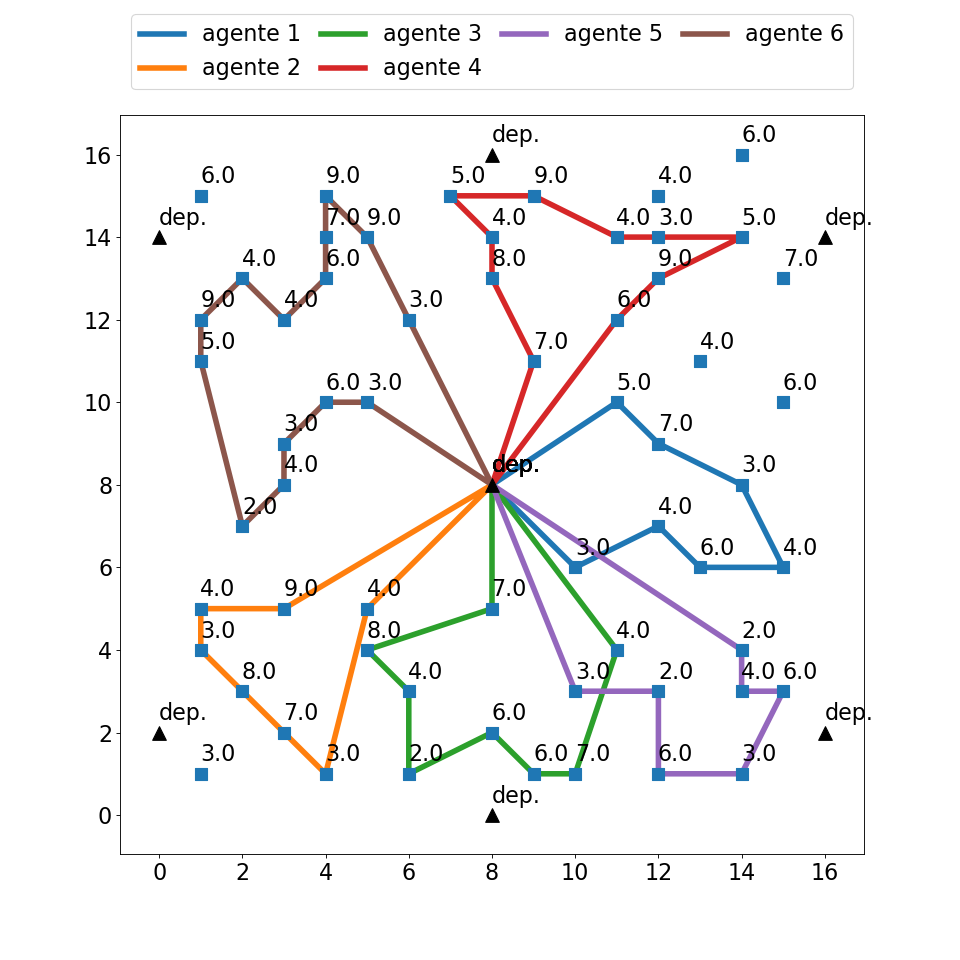 agente 1 agente 3 agente 5 agente 6
agente 2 agente 4
16 dep. 6.0
6.0 9.0 5.0 9.0 4.0
14 dep. 7.0 9.0 4.0 4.0 3.0 5.0 dep.
4.0 6.0 8.0 9.0 7.0
12 9.0 4.0 3.0 6.0
5.0 7.0 4.0
10 6.0 3.0 5.0 6.0
3.0 7.0
8 4.0 dep. dep. 3.0
2.0 4.0
6 3.0 6.0 4.0
4.0 9.0 4.0 7.0
4 3.0 8.0 4.0 2.0
8.0 4.0 3.0 2.0 4.0 6.0
2 dep. 7.0 6.0 dep.
3.0 3.0 2.0 6.0 7.0 6.0 3.0
0 dep.
0 2 4 6 8 10 12 14 16